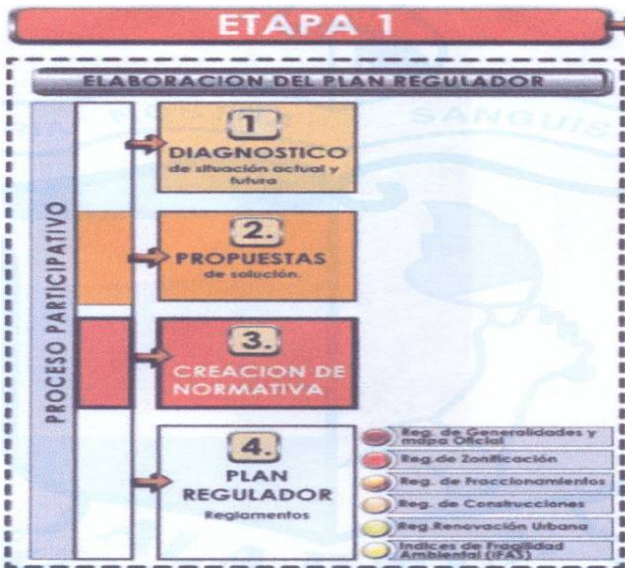 ETAPA 1
ELABORACION DEL PLAN REGULADOR
SANGUIS
PROCESO PARTICIPATIVO
1
DIAGNOSTICO
de situación actual y
futura
2.
PROPUESTAS
de solución.
3.
CREACION DE
NORMATIVA
4.
PLAN
REGULADOR
Reglamentos
Reg. de Generalidades y
mapa Oficial
Reg.de Zonificación
Reg. de Fraccionamientos
Reg. de Construcciones
Reg.Renovación Urbana
Indices de Fragilidad
Ambiental (IFAS)